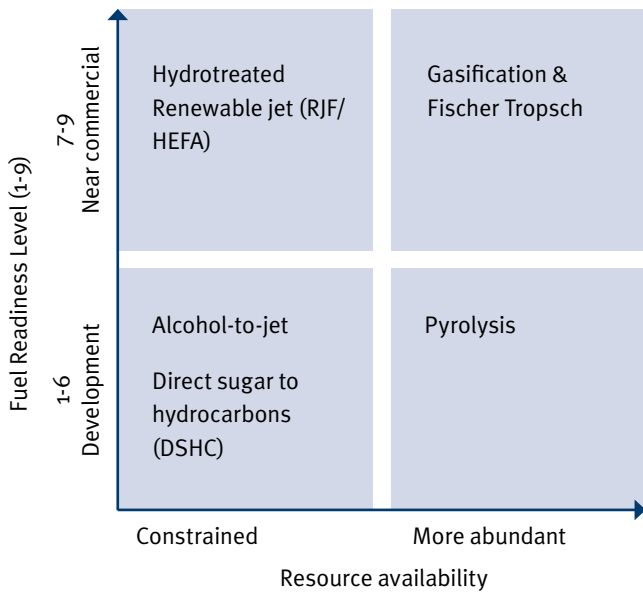 Fuel Readiness Level (1-9)
7-9
Near commercial
Hydrotreated
Renewable jet (RJF/
HEFA)
Gasification &
Fischer Tropsch
1-6
Development
Alcohol-to-jet
Direct sugar to
hydrocarbons
(DSHC)
Pyrolysis
Constrained
More abundant
Resource availability